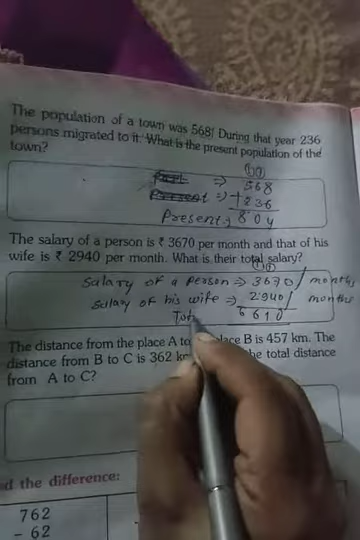 The population of a town was 568. During that year 236
persons migrated to it. What is the present population of the
town?
568
+236
Present → 804
The salary of a person is ₹ 3670 per month and that of his
wife is ₹ 2940 per month. What is their total salary?
Salary of a person ⇒ 3670/months
Salary of his wife ⇒ 2940/months
Tot 6610
The distance from the place A to place B is 457 km. The
distance from B to C is 362 km the total distance
from A to C?
the difference:
762
- 62